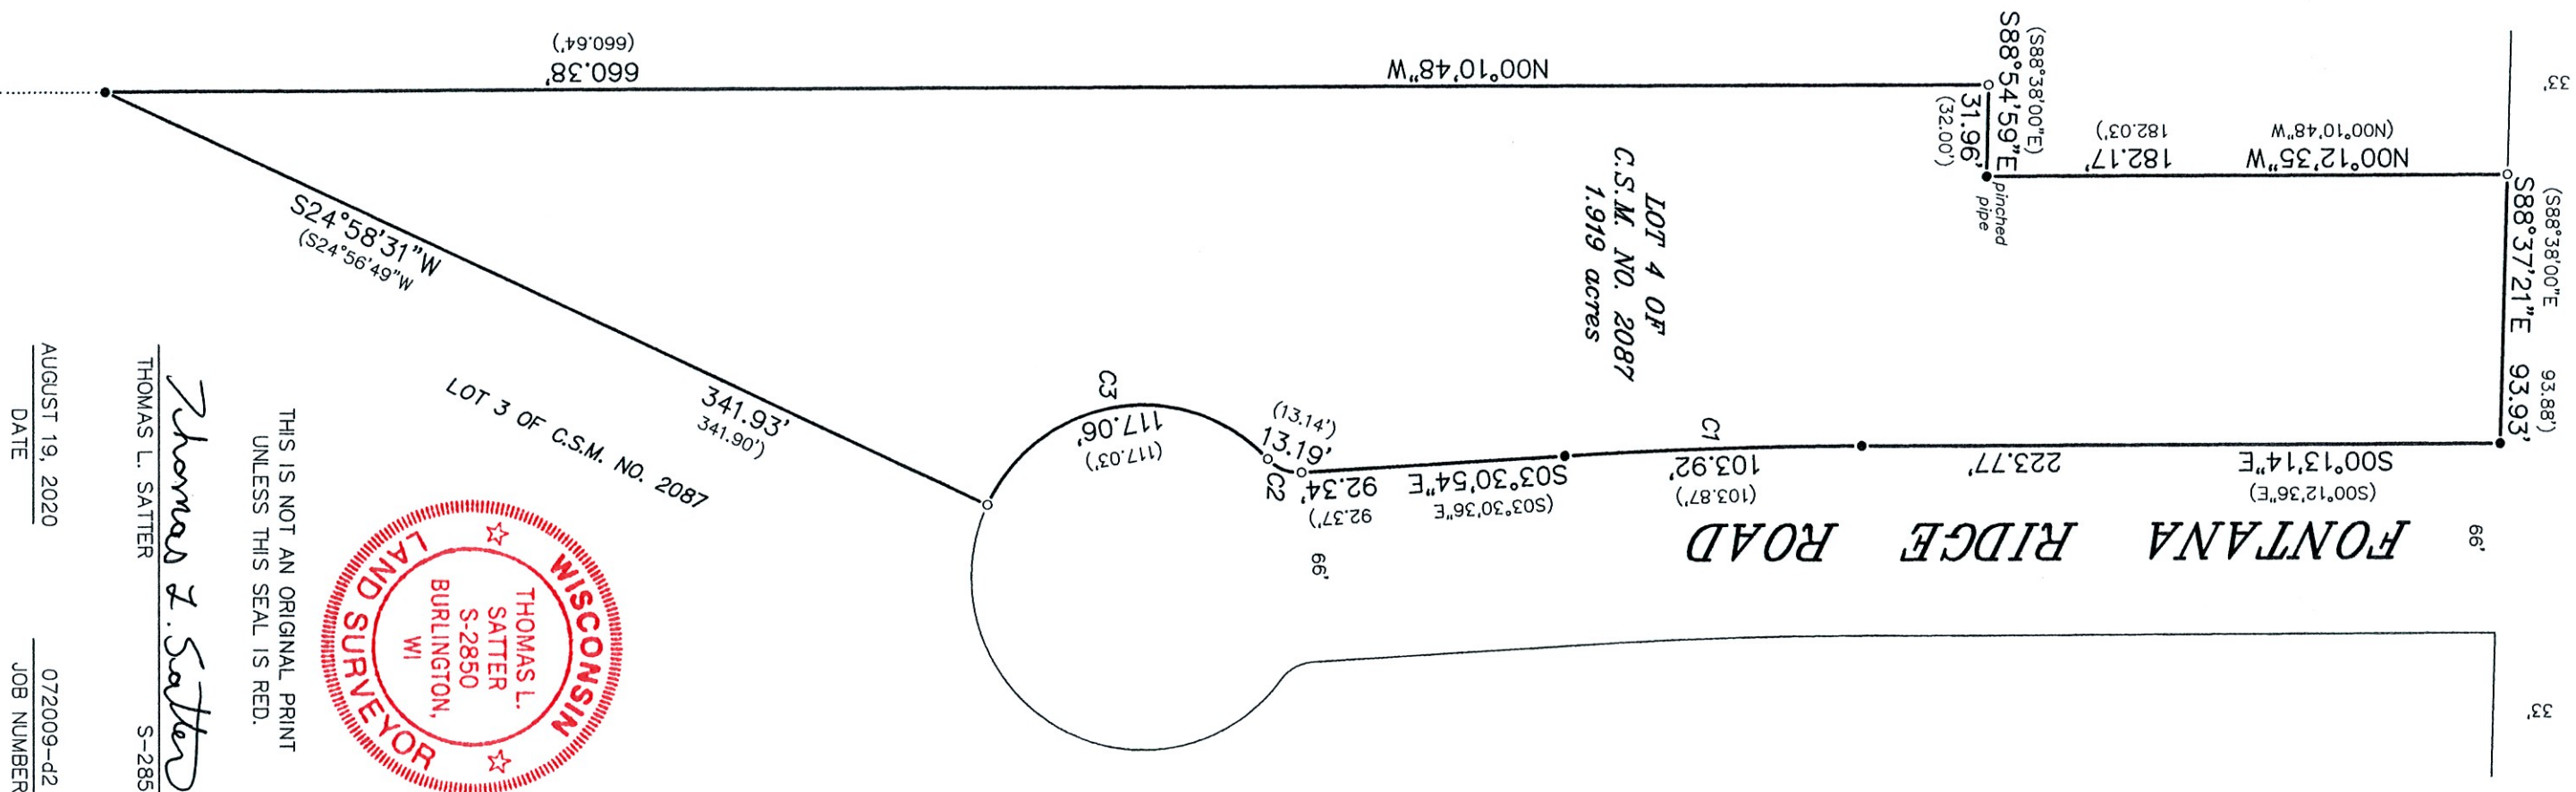 33'
(S88°38'00"E 93.88')
S88°37'21"E 93.93'
(N00°10'48"W 182.03')
N00°12'35"W 182.17'
(S88°38'00"E)
S88°54'59"E
31.96'
(32.00')
pinched
pipe
N00°10'48"W 660.38'
(660.64')
LOT 4 OF
C.S.M. NO. 2087
1.919 acres
S00°13'14"E 223.77'
(S00°12'36"E)
C1
103.92'
(103.87')
S03°30'54"E 92.34'
(S03°30'36"E 92.37')
(13.14')
13.19'
C2
C3
117.06'
(117.03')
S24°58'31"W 341.93'
(S24°56'49"W 341.90')
LOT 3 OF C.S.M. NO. 2087
FONTANA RIDGE ROAD
66'
66'
33'
WISCONSIN
THOMAS L.
SATTER
S-2850
BURLINGTON,
WI
LAND SURVEYOR
THIS IS NOT AN ORIGINAL PRINT
UNLESS THIS SEAL IS RED.
Thomas L. Satter
THOMAS L. SATTER S-285
AUGUST 19, 2020
DATE
072009-d2
JOB NUMBER